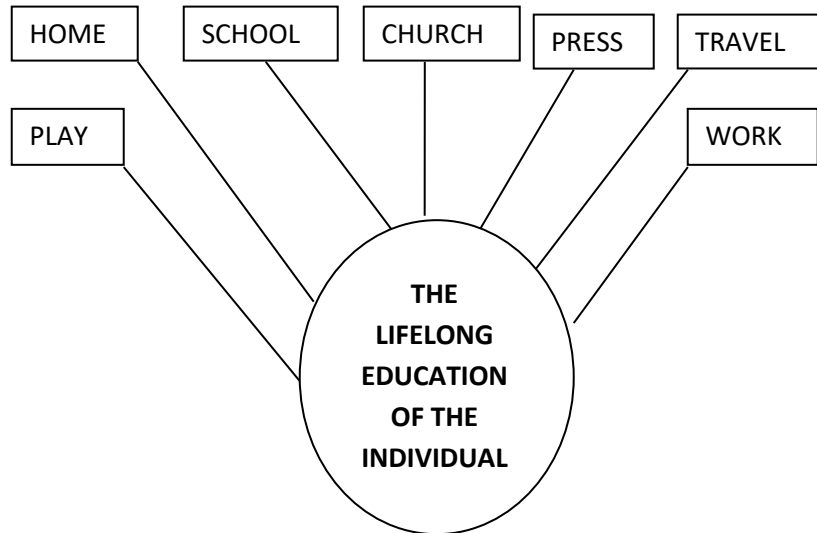 HOME
SCHOOL
CHURCH
PRESS
TRAVEL
PLAY
WORK
THE
LIFELONG
EDUCATION
OF THE
INDIVIDUAL